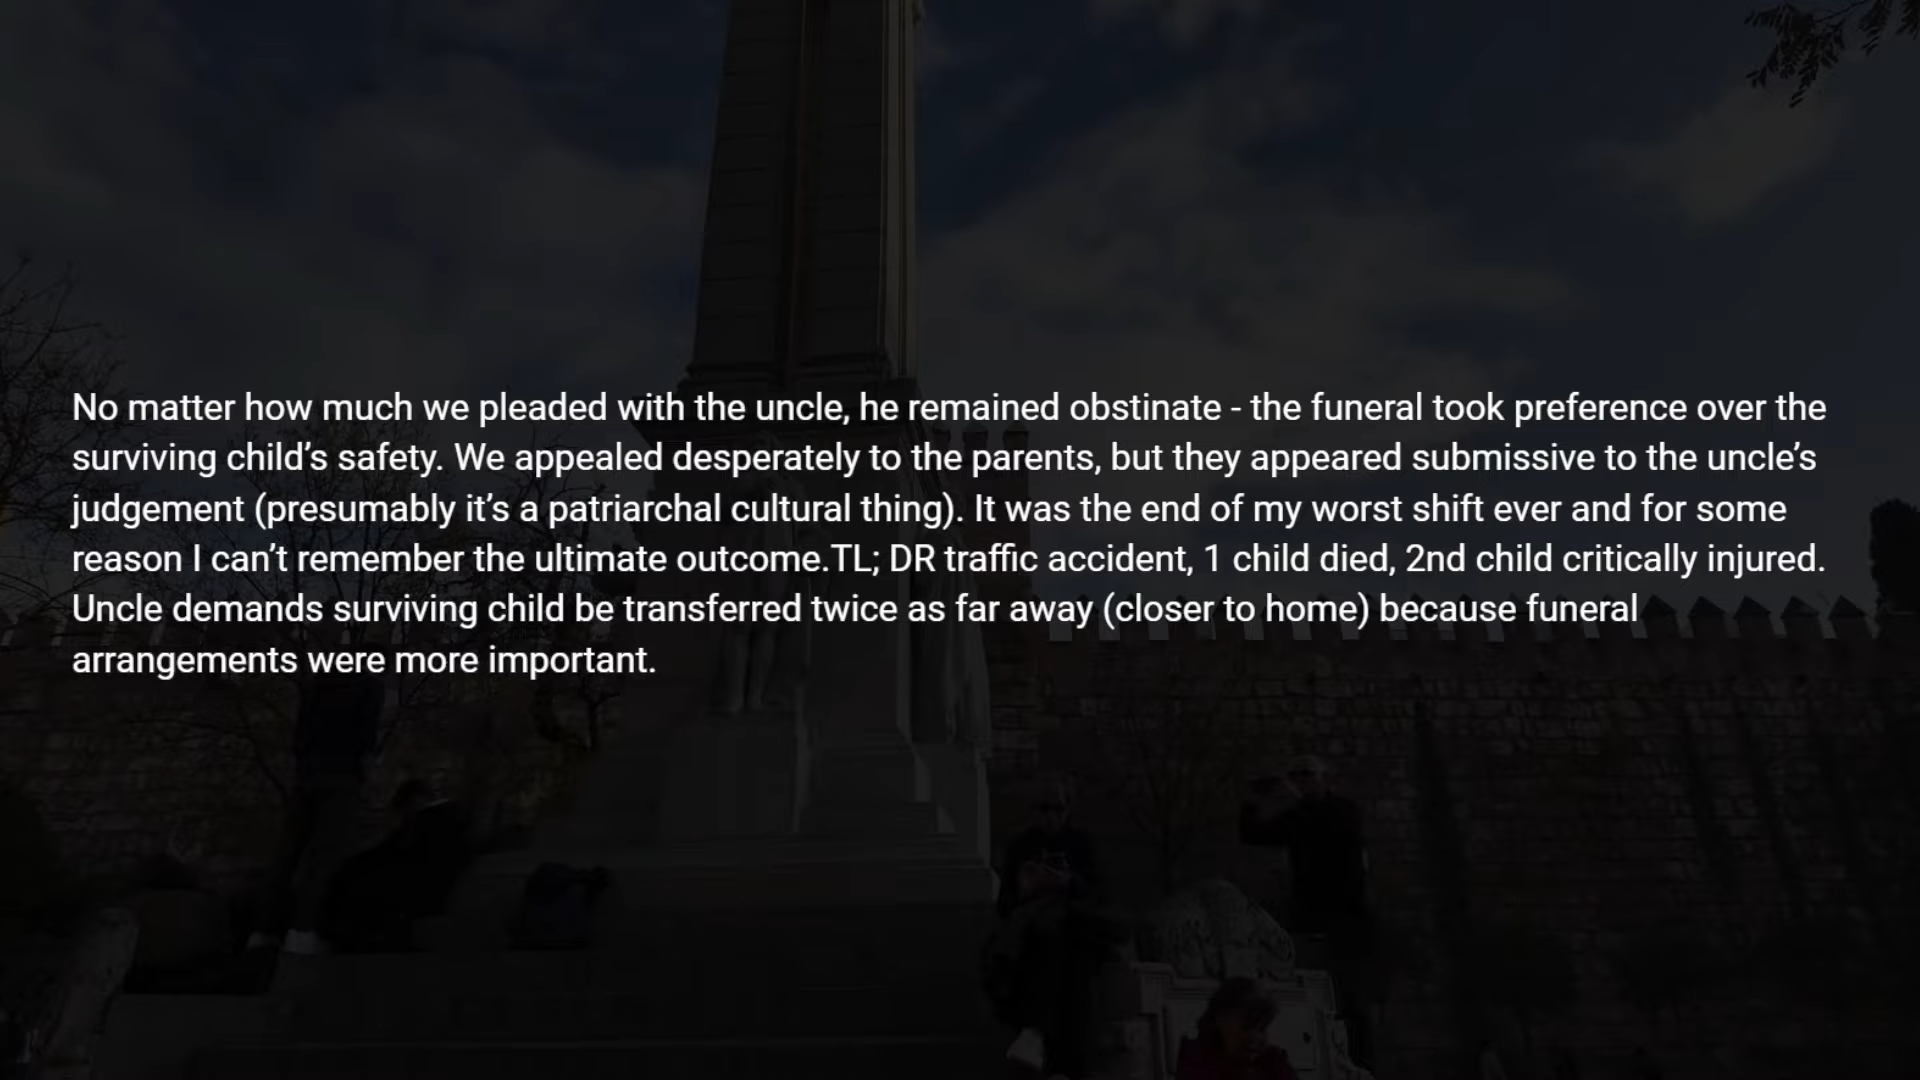 No matter how much we pleaded with the uncle, he remained obstinate - the funeral took preference over the
surviving child’s safety. We appealed desperately to the parents, but they appeared submissive to the uncle’s
judgement (presumably it’s a patriarchal cultural thing). It was the end of my worst shift ever and for some
reason I can’t remember the ultimate outcome.TL; DR traffic accident, 1 child died, 2nd child critically injured.
Uncle demands surviving child be transferred twice as far away (closer to home) because funeral
arrangements were more important.